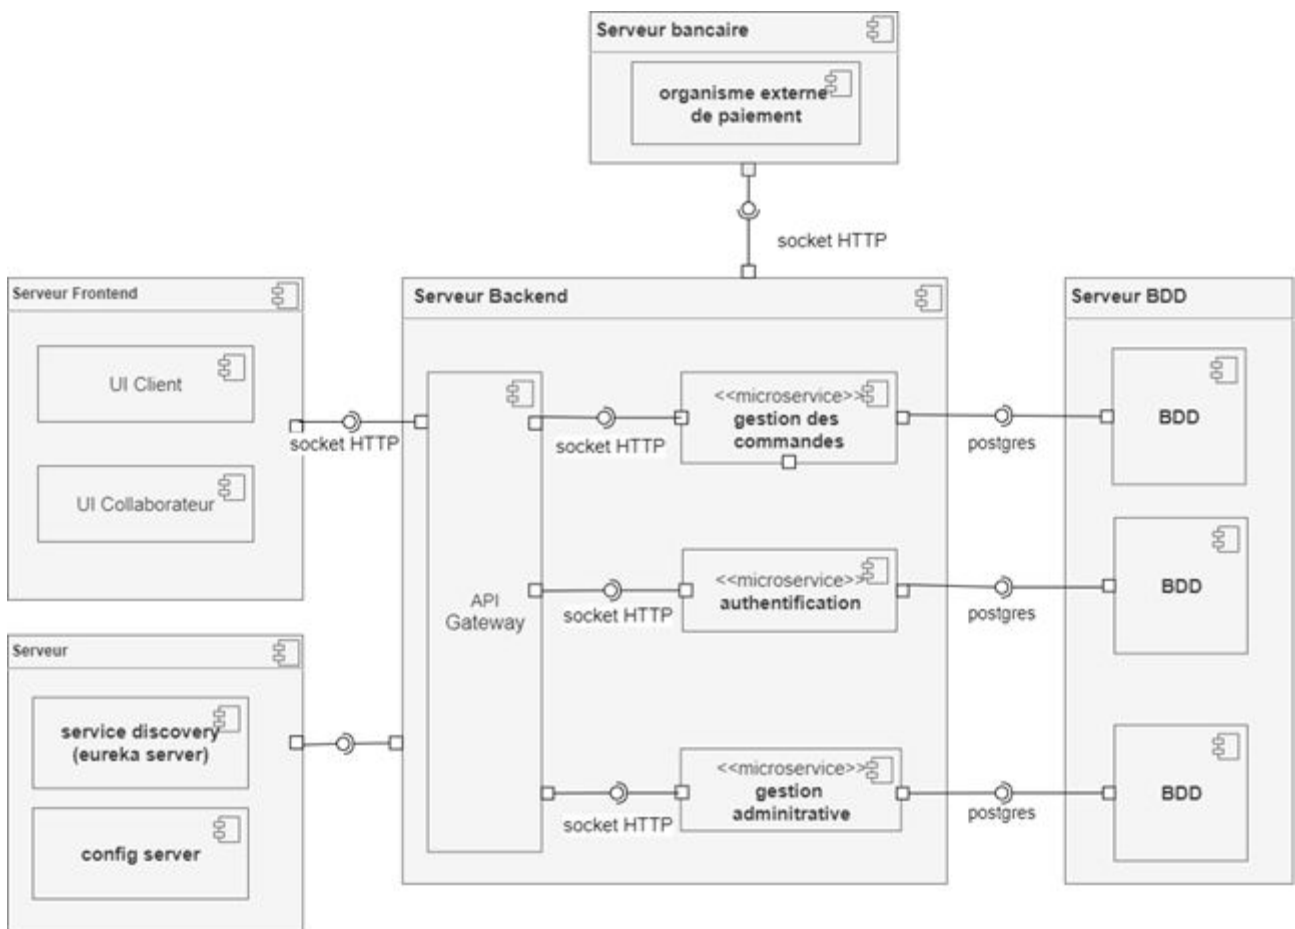 Serveur bancaire
organisme externe
de paiement
socket HTTP
Serveur Frontend
UI Client
UI Collaborateur
socket HTTP
Serveur Backend
API
Gateway
socket HTTP
<<microservice>>
gestion des
commandes
socket HTTP
<<microservice>>
authentification
socket HTTP
<<microservice>>
gestion
adminitrative
postgres
postgres
postgres
Serveur BDD
BDD
BDD
BDD
Serveur
service discovery
(eureka server)
config server